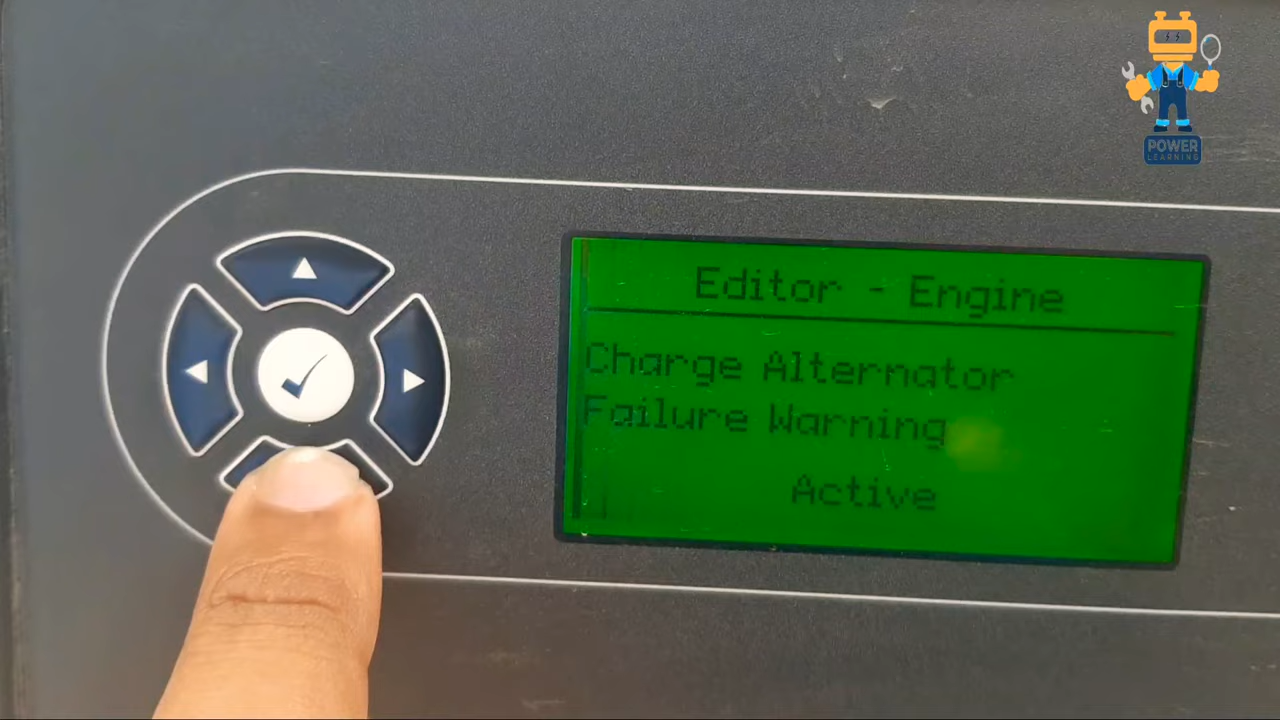 POWER
LEARNING
Editor - Engine
Charge Alternator
Failure Warning
Active